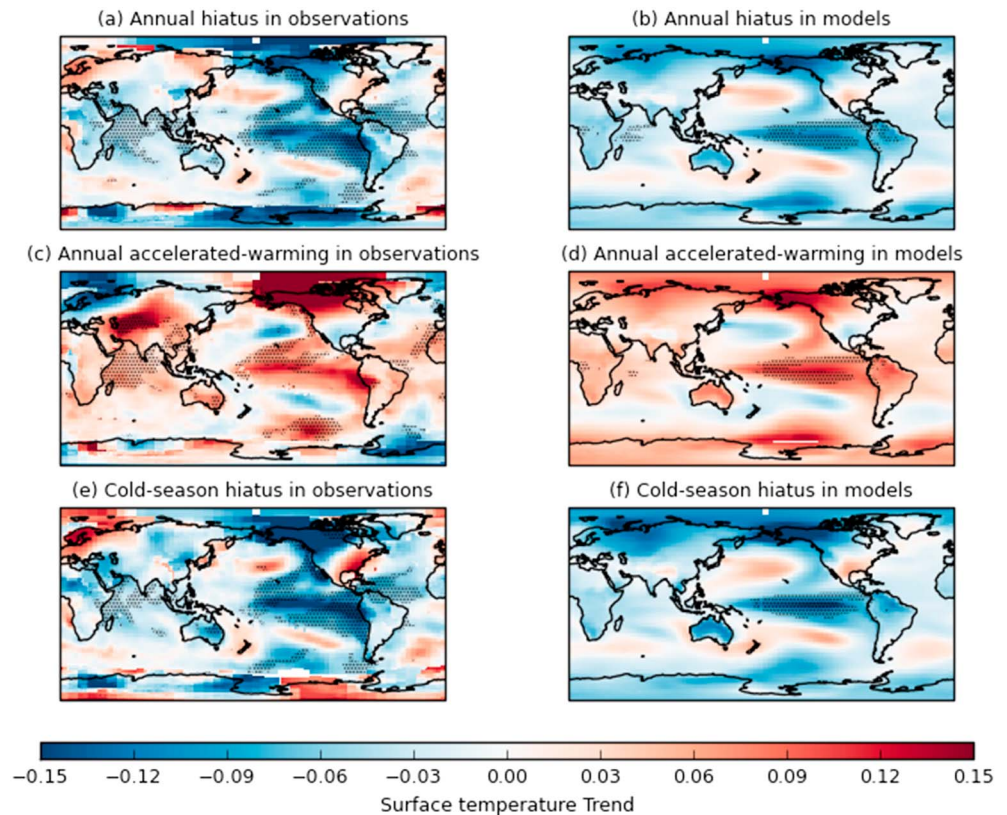 (a) Annual hiatus in observations
(b) Annual hiatus in models
(c) Annual accelerated-warming in observations
(d) Annual accelerated-warming in models
(e) Cold-season hiatus in observations
(f) Cold-season hiatus in models
−0.15 −0.12 −0.09 −0.06 −0.03 0.00 0.03 0.06 0.09 0.12 0.15
Surface temperature Trend